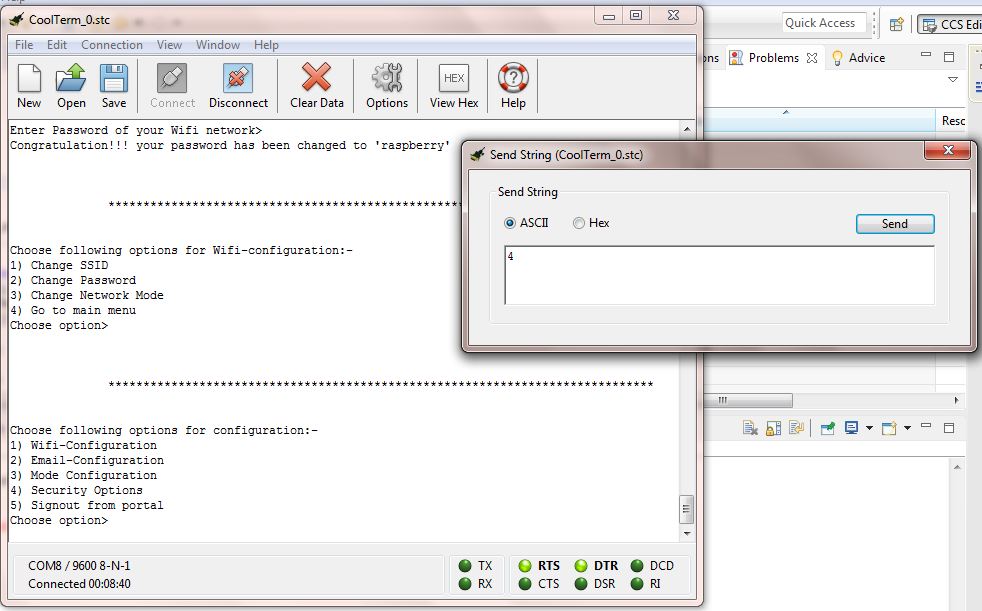 CoolTerm_0.stc
File Edit Connection View Window Help
New Open Save Connect Disconnect Clear Data Options HEX View Hex Help
Enter Password of your Wifi network>
Congratulation!!! your password has been changed to 'raspberry'
**************************************************
Choose following options for Wifi-configuration:-
1) Change SSID
2) Change Password
3) Change Network Mode
4) Go to main menu
Choose option>
******************************************************************************
Choose following options for configuration:-
1) Wifi-Configuration
2) Email-Configuration
3) Mode Configuration
4) Security Options
5) Signout from portal
Choose option>
COM8 / 9600 8-N-1
Connected 00:08:40
TX RTS DTR DCD
RX CTS DSR RI
Quick Access
CCS Edi
ons Problems Advice
Resc
Send String (CoolTerm_0.stc)
Send String
ASCII Hex Send
4